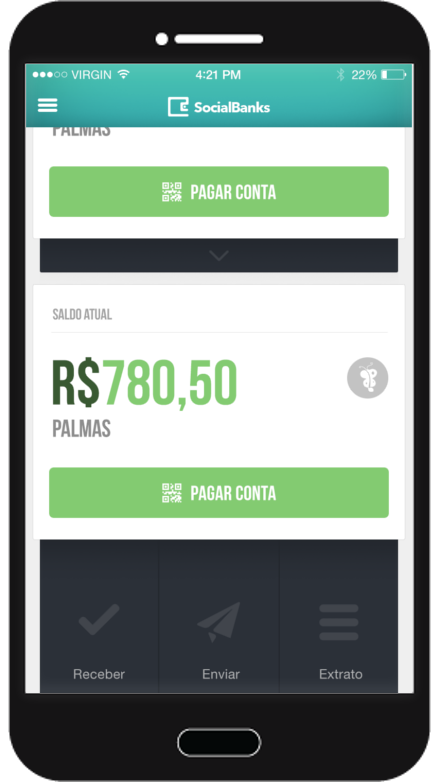 VIRGIN 4:21 PM 22%
SocialBanks
PALMAS
PAGAR CONTA
SALDO ATUAL
R$780,50
PALMAS
PAGAR CONTA
Receber Enviar Extrato